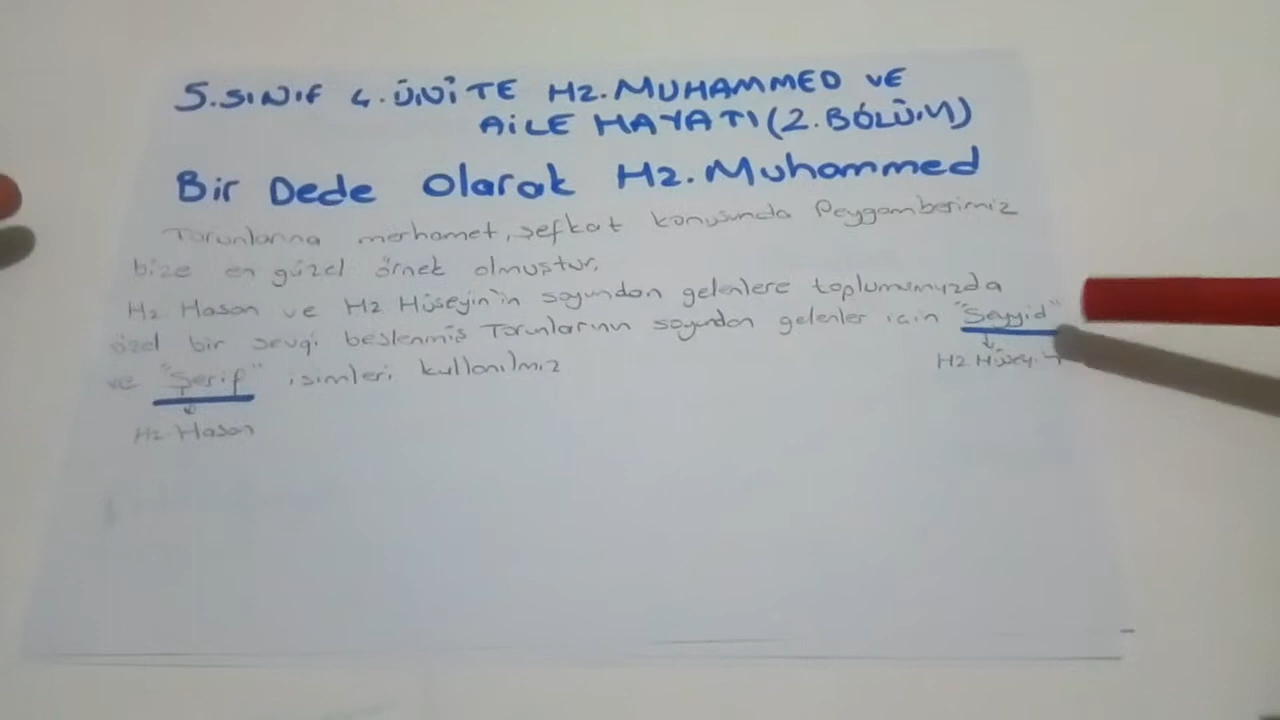 5.SINIF 4.ÜNİTE HZ.MUHAMMED VE
AİLE HAYATI (2.BÖLÜM)
Bir Dede Olarak Hz.Muhammed
Torunlarına merhamet, şefkat konusunda Peygamberimiz
bize en güzel örnek olmuştur.
Hz Hasan ve Hz Hüseyin'in soyundan gelenlere toplumumuzda
özel bir sevgi beslenmiş Torunlarının soyundan gelenler için "Seyyid"
Hz Hüseyin
ve "Şerif" isimleri kullanılmız
Hz. Hasan